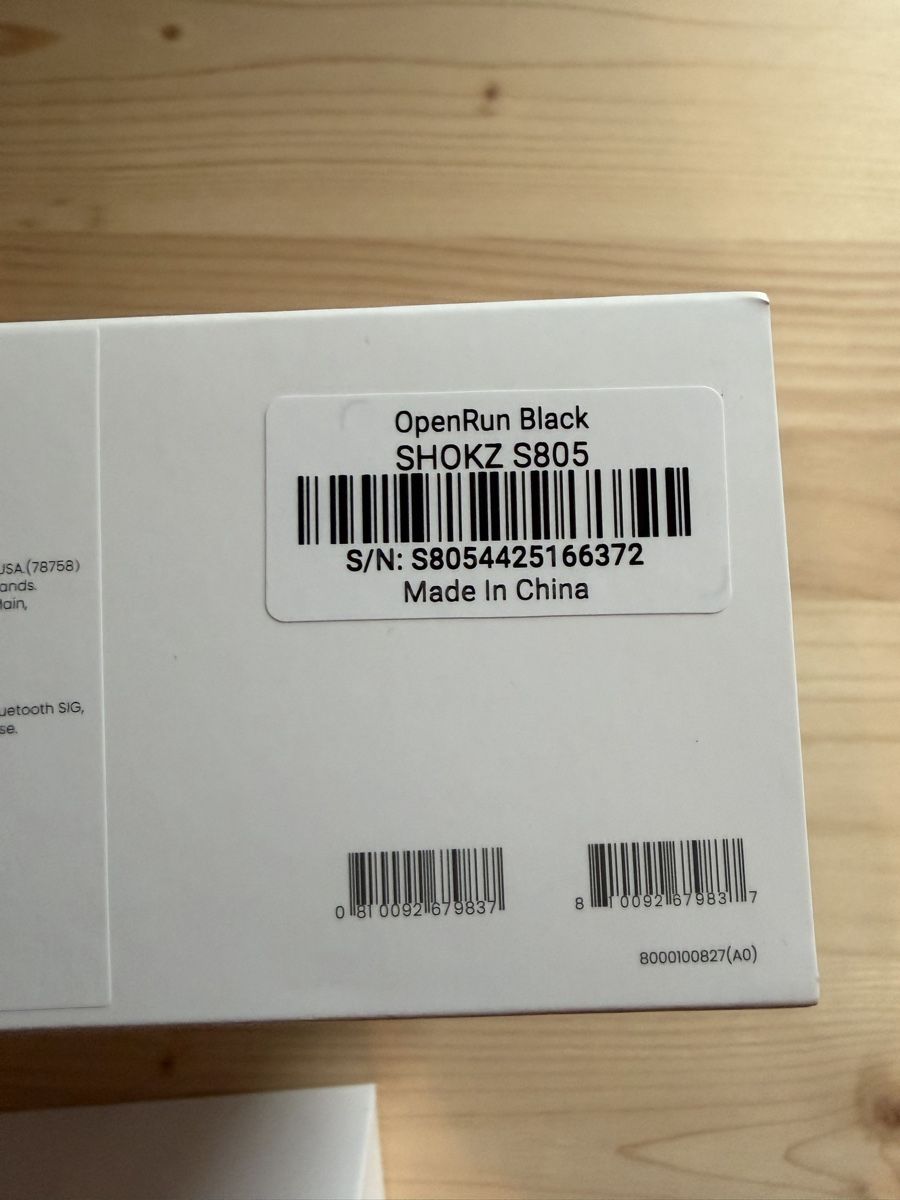 OpenRun Black
SHOKZ S805
S/N: S8054425166372
Made In China
USA.(78758)
ands.
ain,
uetooth SIG,
se.
0 810092 679837
8 10092 67983 7
8000100827(A0)